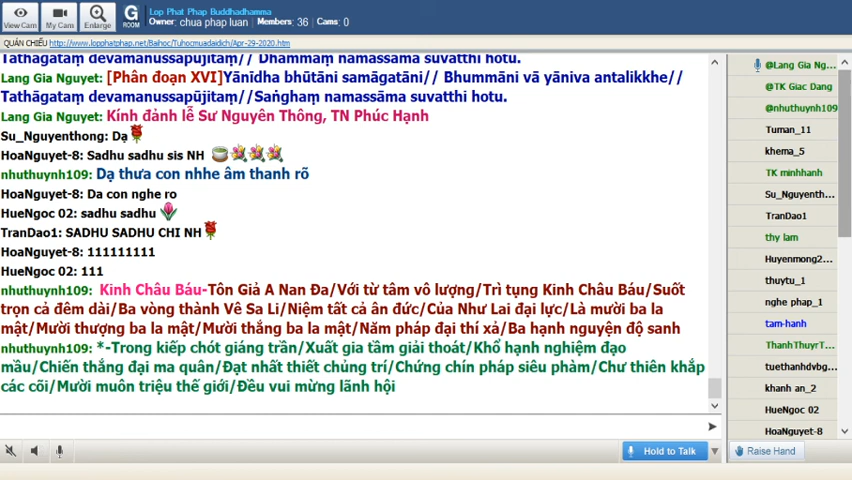 Lop Phat Phap Buddhadhamma
Owner: chua phap luan Members: 36 Cams: 0
View Cam
My Cam
Enlarge
G
ROOM
QUÁN CHIẾU http://www.lopphatphap.net/Baihoc/Tuhocmuadaidich/Apr-29-2020.htm
Tathāgataṃ devamanussapūjitaṃ// Dhammaṃ namassāma suvatthi hotu.
Lang Gia Nguyet: [Phân đoạn XVI]Yānīdha bhūtāni samāgatāni// Bhummāni vā yāniva antalikkhe//
Tathāgataṃ devamanussapūjitaṃ//Saṅghaṃ namassāma suvatthi hotu.
Lang Gia Nguyet: Kính đảnh lễ Sư Nguyên Thông, TN Phúc Hạnh
Su_Nguyenthong: Dạ
HoaNguyet-8: Sadhu sadhu sis NH
nhuthuynh109: Dạ thưa con nhhe âm thanh rõ
HoaNguyet-8: Da con nghe ro
HueNgoc 02: sadhu sadhu
TranDao1: SADHU SADHU CHI NH
HoaNguyet-8: 111111111
HueNgoc 02: 111
nhuthuynh109: Kinh Châu Báu-Tôn Giả A Nan Đa/Với từ tâm vô lượng/Trì tụng Kinh Châu Báu/Suốt
trọn cả đêm dài/Ba vòng thành Vê Sa Li/Niệm tất cả ân đức/Của Như Lai đại lực/Là mười ba la
mật/Mười thượng ba la mật/Mười thắng ba la mật/Năm pháp đại thí xả/Ba hạnh nguyện độ sanh
nhuthuynh109: *-Trong kiếp chót giáng trần/Xuất gia tầm giải thoát/Khổ hạnh nghiệm đạo
mầu/Chiến thắng đại ma quân/Đạt nhất thiết chủng trí/Chứng chín pháp siêu phàm/Chư thiên khắp
các cõi/Mười muôn triệu thế giới/Đều vui mừng lãnh hội
Hold to Talk
Raise Hand
@Lang Gia Ng...
@TK Giac Dang
@nhuthuynh109
Tuman_11
khema_5
TK minhhanh
Su_Nguyenth...
TranDao1
thy lam
Huyenmong2...
thuytu_1
nghe phap_1
tam-hanh
ThanhThuyrT...
tuethanhdvbg...
khanh an_2
HueNgoc 02
HoaNguyet-8